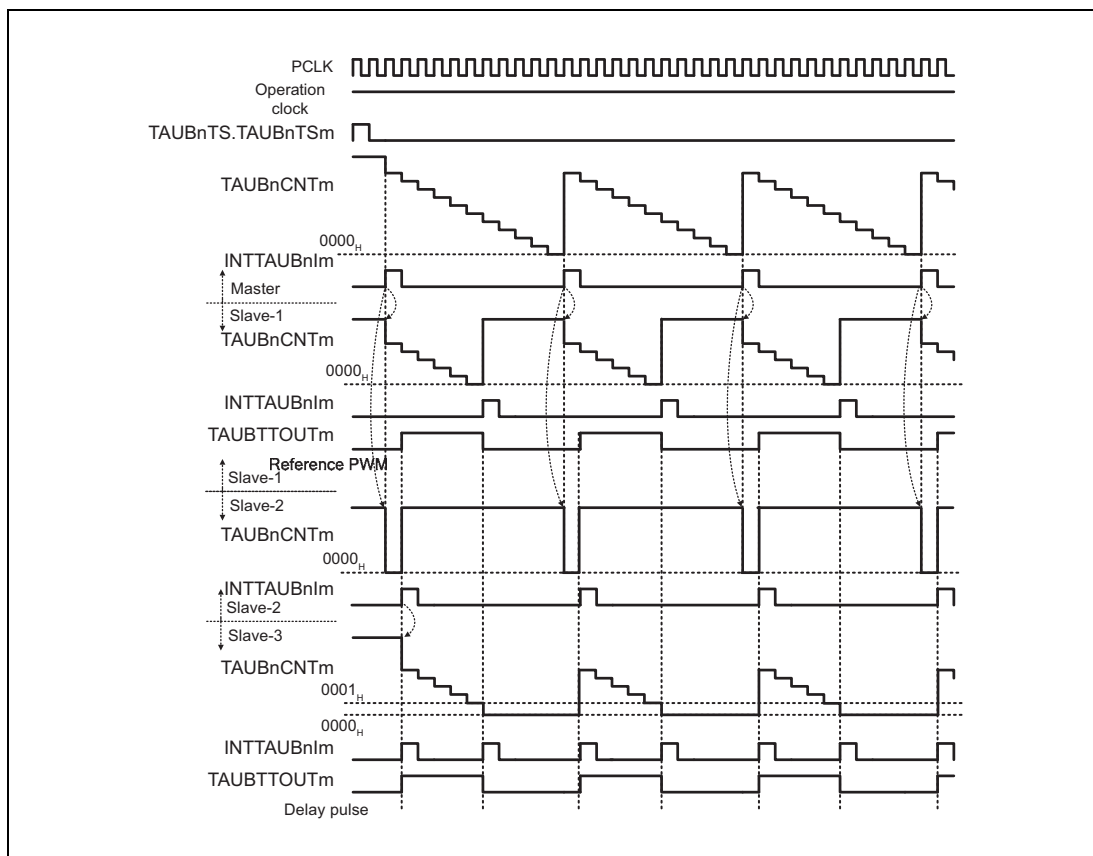 PCLK
Operation
clock
TAUBnTS.TAUBnTSm
TAUBnCNTm
0000H
INTTAUBnIm
Master
Slave-1
TAUBnCNTm
0000H
INTTAUBnIm
TAUBTTOUTm
Reference PWM
Slave-1
Slave-2
TAUBnCNTm
0000H
INTTAUBnIm
Slave-2
Slave-3
TAUBnCNTm
0001H
0000H
INTTAUBnIm
TAUBTTOUTm
Delay pulse